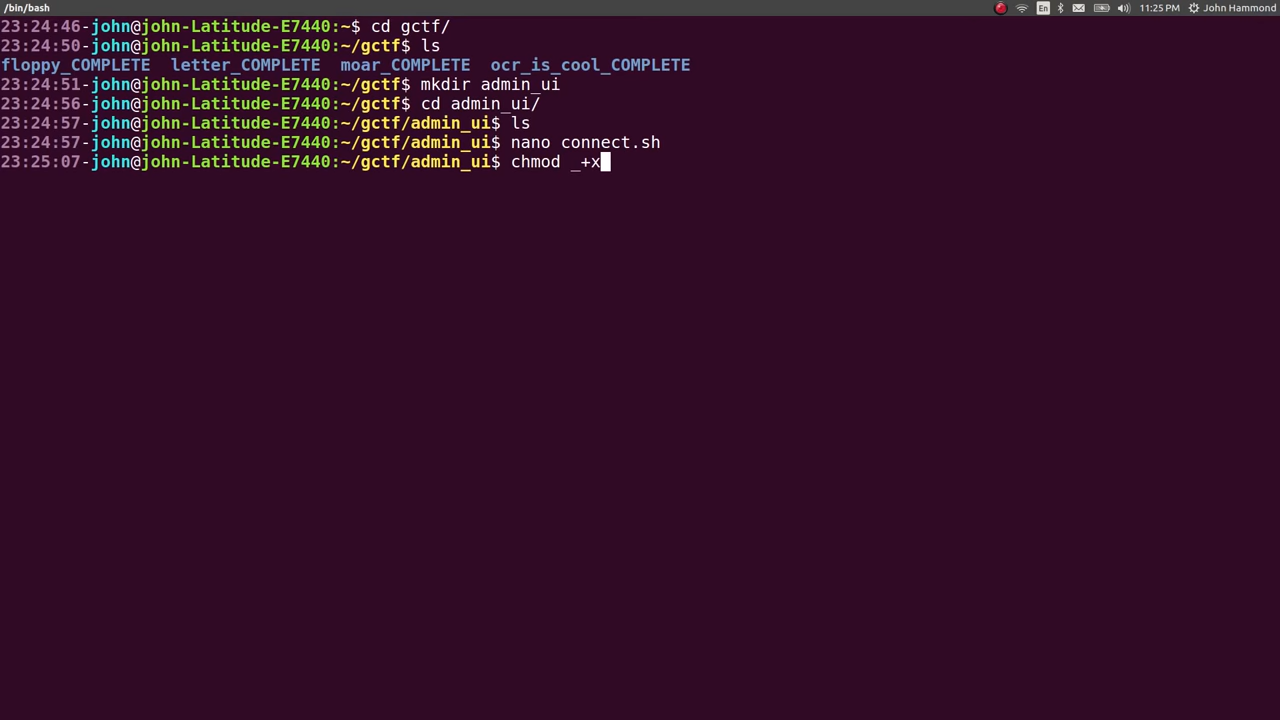 /bin/bash
En
11:25 PM
John Hammond
23:24:46-john@john-Latitude-E7440:~$ cd gctf/
23:24:50-john@john-Latitude-E7440:~/gctf$ ls
floppy_COMPLETE  letter_COMPLETE  moar_COMPLETE  ocr_is_cool_COMPLETE
23:24:51-john@john-Latitude-E7440:~/gctf$ mkdir admin_ui
23:24:56-john@john-Latitude-E7440:~/gctf$ cd admin_ui/
23:24:57-john@john-Latitude-E7440:~/gctf/admin_ui$ ls
23:24:57-john@john-Latitude-E7440:~/gctf/admin_ui$ nano connect.sh
23:25:07-john@john-Latitude-E7440:~/gctf/admin_ui$ chmod _+x